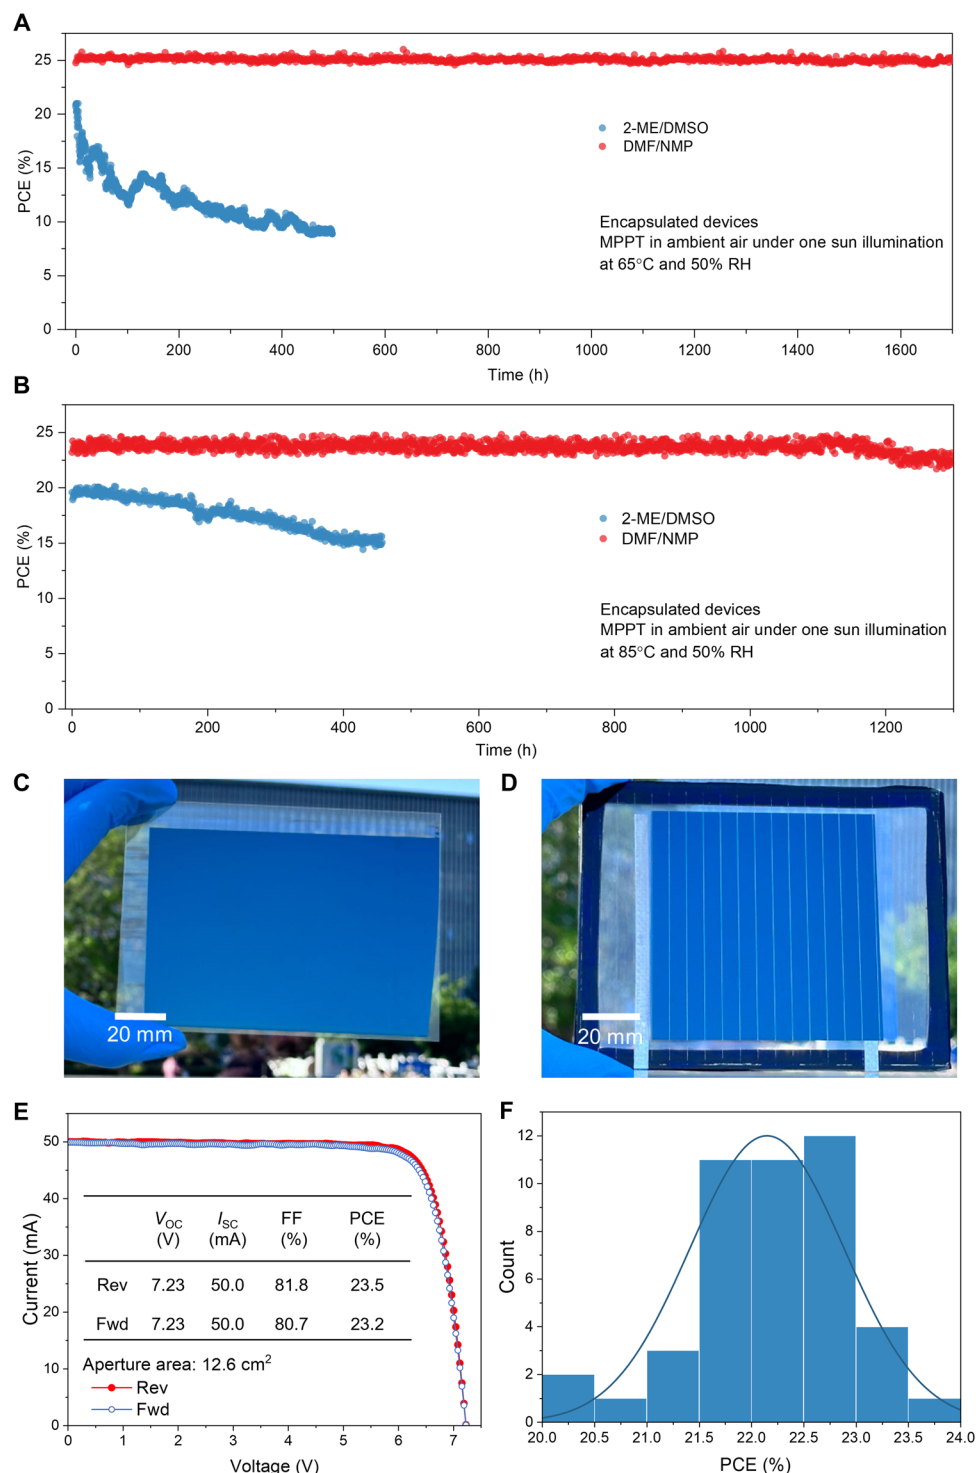 A
25
20
15
10
5
0
PCE (%)
2-ME/DMSO
DMF/NMP
Encapsulated devices
MPPT in ambient air under one sun illumination
at 65°C and 50% RH
0 200 400 600 800 1000 1200 1400 1600
Time (h)
B
25
20
15
10
5
0
PCE (%)
2-ME/DMSO
DMF/NMP
Encapsulated devices
MPPT in ambient air under one sun illumination
at 85°C and 50% RH
0 200 400 600 800 1000 1200
Time (h)
C
20 mm
D
20 mm
E
50
40
30
20
10
0
Current (mA)
V<sub>OC</sub> I<sub>SC</sub> FF PCE
(V) (mA) (%) (%)
Rev 7.23 50.0 81.8 23.5
Fwd 7.23 50.0 80.7 23.2
Aperture area: 12.6 cm²
Rev
Fwd
0 1 2 3 4 5 6 7
Voltage (V)
F
12
10
8
6
4
2
0
Count
20.0 20.5 21.0 21.5 22.0 22.5 23.0 23.5 24.0
PCE (%)